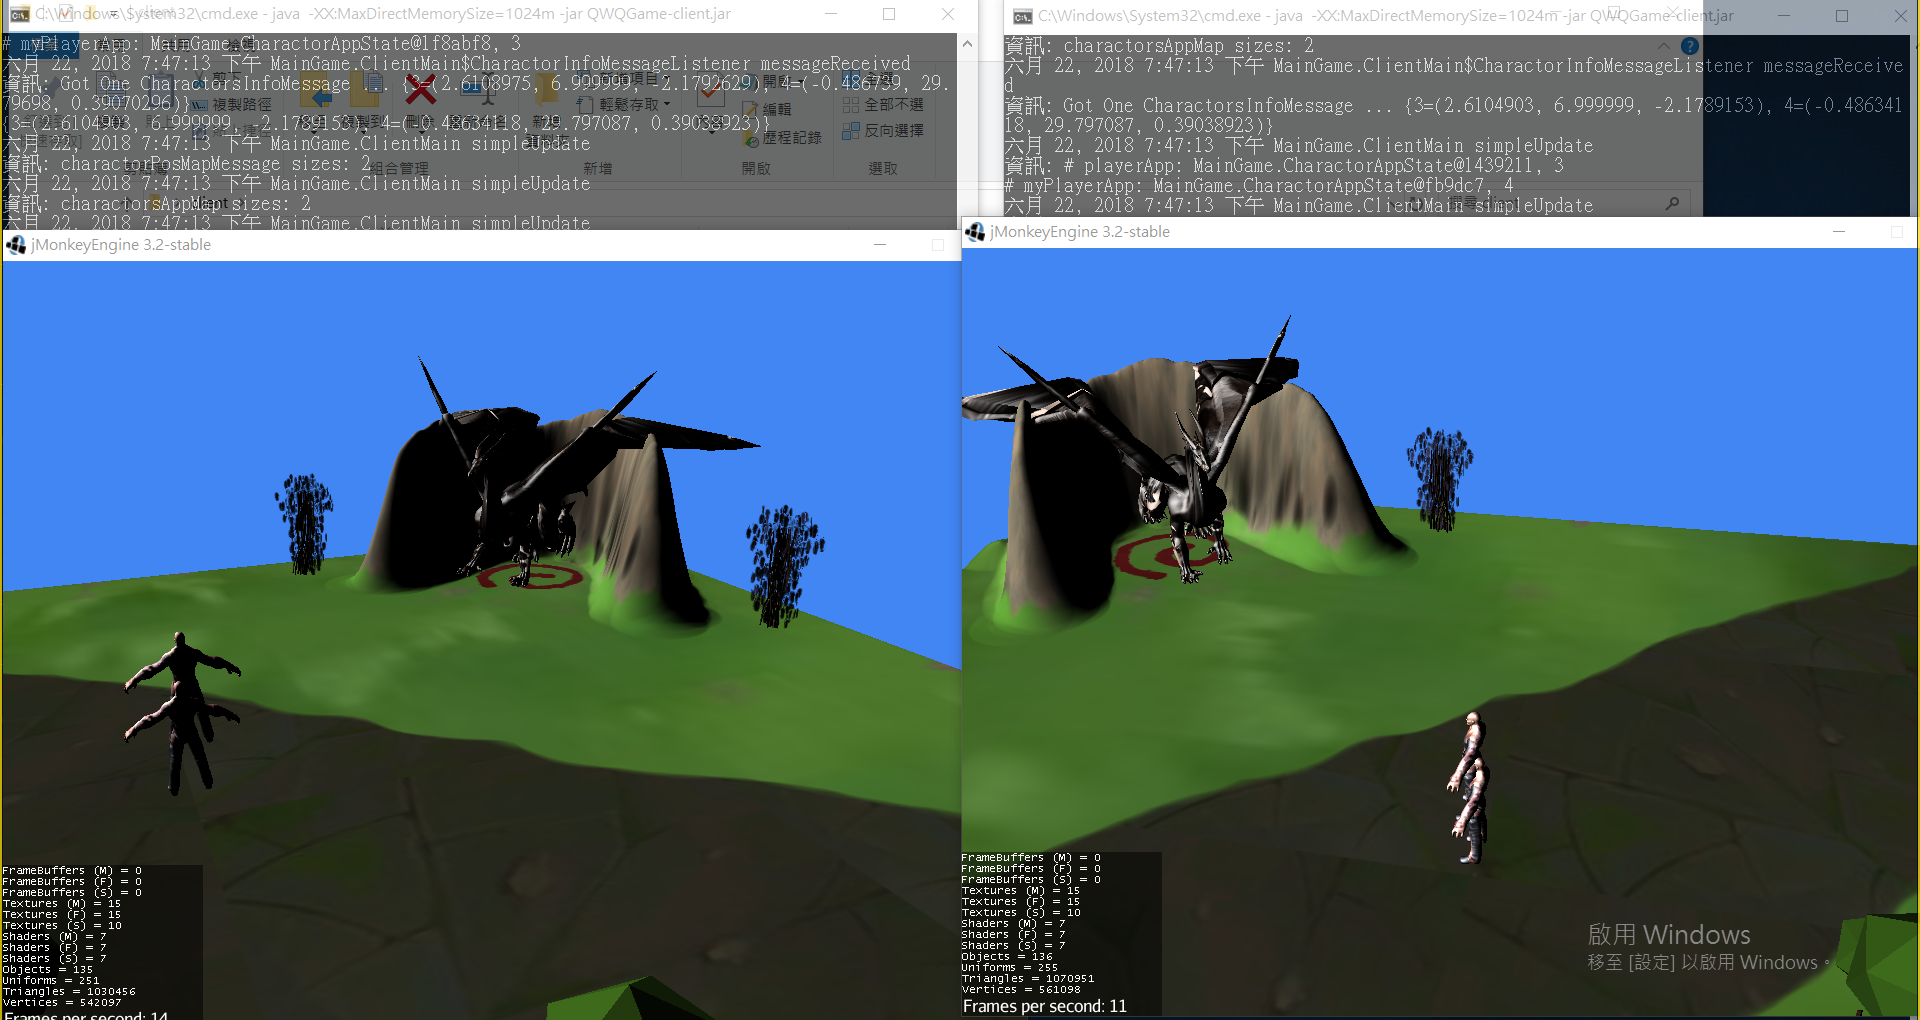 C:\Windows\System32\cmd.exe - java  -XX:MaxDirectMemorySize=1024m -jar QWQGame-client.jar
# myPlayerApp: MainGame.CharactorAppState@1f8abf8, 3
六月 22, 2018 7:47:13 下午 MainGame.ClientMain$CharactorInfoMessageListener messageReceived
資訊: Got One CharactorsInfoMessage ... {3=(2.6108975, 6.999999, -2.1792629), 4=(-0.486739, 29.
79698, 0.39070296)}
{3=(2.6104903, 6.999999, -2.1789153), 4=(-0.48634118, 29.797087, 0.39038923)}
六月 22, 2018 7:47:13 下午 MainGame.ClientMain simpleUpdate
資訊: charactorPosMapMessage sizes: 2
六月 22, 2018 7:47:13 下午 MainGame.ClientMain simpleUpdate
資訊: charactorsAppMap sizes: 2
六月 22, 2018 7:47:13 下午 MainGame.ClientMain simpleUpdate
複製路徑
輕鬆存取
編輯
歷程記錄
全部不選
反向選擇
組合管理
新增
開啟
選取
C:\Windows\System32\cmd.exe - java  -XX:MaxDirectMemorySize=1024m -jar QWQGame-client.jar
資訊: charactorsAppMap sizes: 2
六月 22, 2018 7:47:13 下午 MainGame.ClientMain$CharactorInfoMessageListener messageReceive
d
資訊: Got One CharactorsInfoMessage ... {3=(2.6104903, 6.999999, -2.1789153), 4=(-0.486341
18, 29.797087, 0.39038923)}
六月 22, 2018 7:47:13 下午 MainGame.ClientMain simpleUpdate
資訊: # playerApp: MainGame.CharactorAppState@1439211, 3
# myPlayerApp: MainGame.CharactorAppState@fb9dc7, 4
六月 22, 2018 7:47:13 下午 MainGame.ClientMain simpleUpdate
jMonkeyEngine 3.2-stable
FrameBuffers (M) = 0
FrameBuffers (F) = 0
FrameBuffers (S) = 0
Textures (M) = 15
Textures (F) = 15
Textures (S) = 10
Shaders (M) = 7
Shaders (F) = 7
Shaders (S) = 7
Objects = 135
Uniforms = 251
Triangles = 1030456
Vertices = 542097
Frames per second: 14
jMonkeyEngine 3.2-stable
FrameBuffers (M) = 0
FrameBuffers (F) = 0
FrameBuffers (S) = 0
Textures (M) = 15
Textures (F) = 15
Textures (S) = 10
Shaders (M) = 7
Shaders (F) = 7
Shaders (S) = 7
Objects = 136
Uniforms = 255
Triangles = 1070951
Vertices = 561098
Frames per second: 11
啟用 Windows
移至 [設定] 以啟用 Windows。